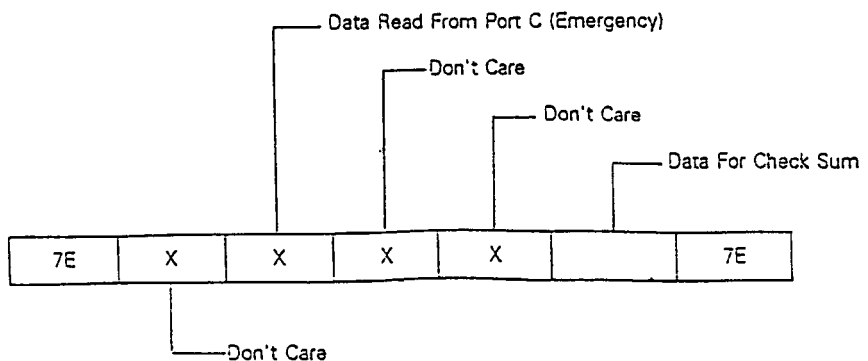 Data Read From Port C (Emergency)
Don't Care
Don't Care
Data For Check Sum
7E X X X X 7E
Don't Care